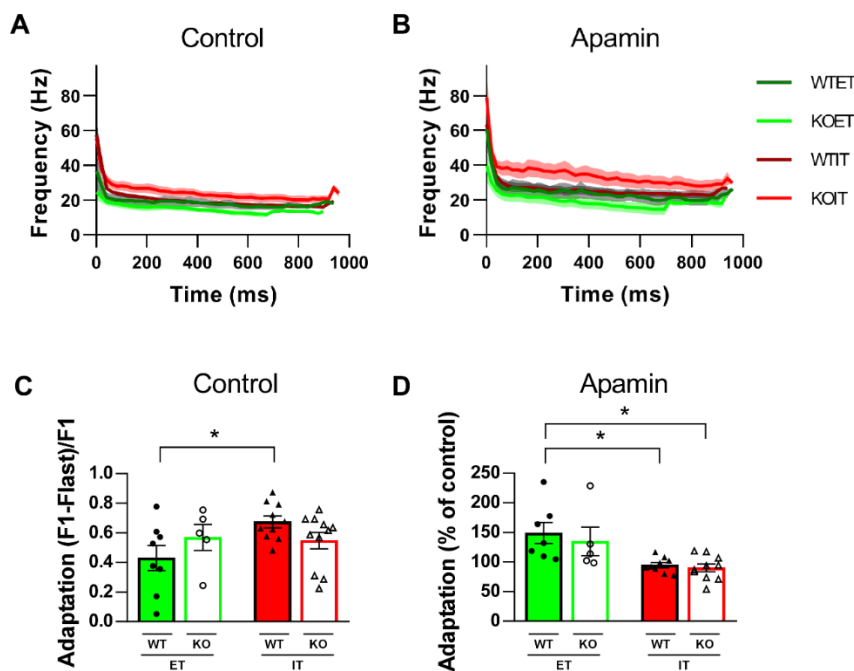 A
Control
Frequency (Hz)
80
60
40
20
0
0 200 400 600 800 1000
Time (ms)
B
Apamin
Frequency (Hz)
80
60
40
20
0
0 200 400 600 800 1000
Time (ms)
WTET
KOET
WTIT
KOIT
C
Control
*
Adaptation (F1-Flast)/F1
1.0
0.8
0.6
0.4
0.2
0.0
WT KO WT KO
ET IT
D
Apamin
*
*
Adaptation (% of control)
250
200
150
100
50
0
WT KO WT KO
ET IT